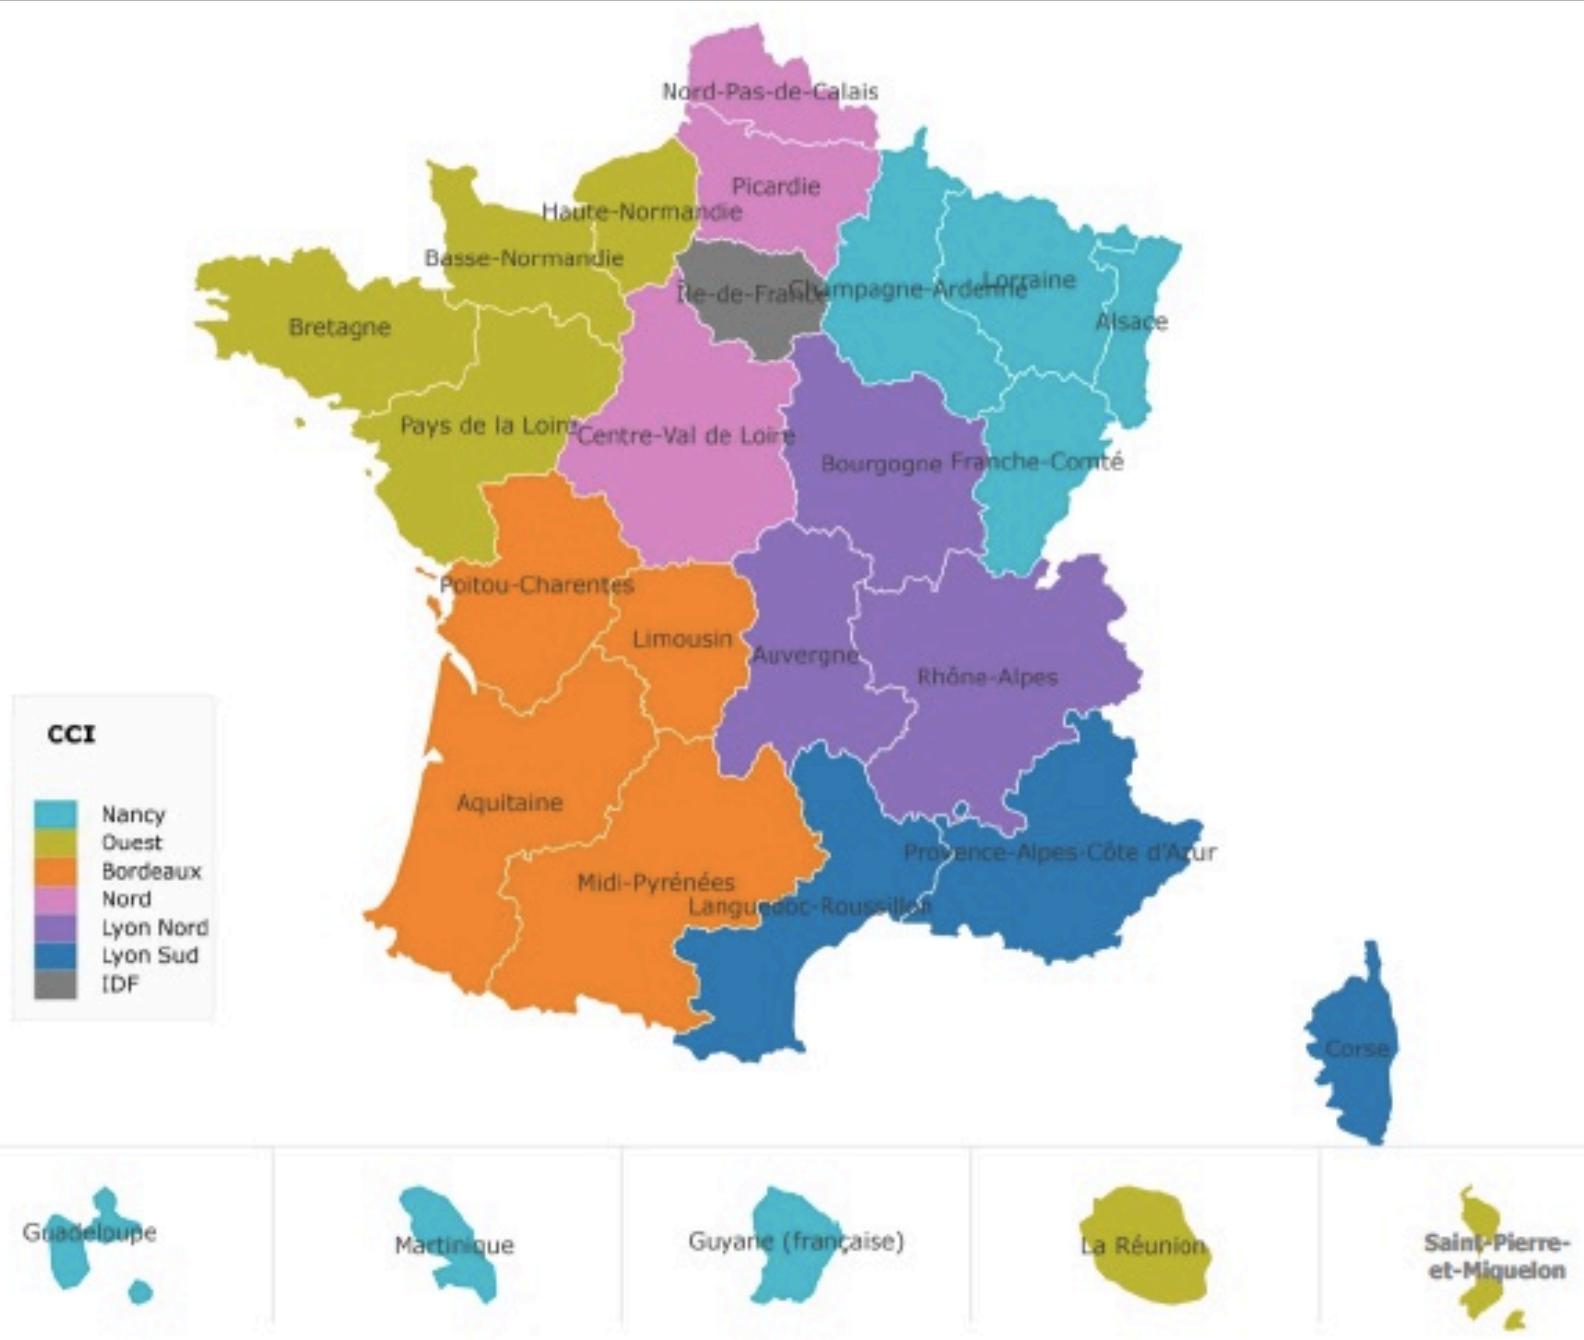 Nord-Pas-de-Calais
Picardie
Haute-Normandie
Basse-Normandie
Île-de-France
Champagne-Ardenne
Lorraine
Alsace
Bretagne
Pays de la Loire
Centre-Val de Loire
Bourgogne
Franche-Comté
Poitou-Charentes
Limousin
Auvergne
Rhône-Alpes
Aquitaine
Midi-Pyrénées
Languedoc-Roussillon
Provence-Alpes-Côte d'Azur
Corse
CCI
Nancy
Ouest
Bordeaux
Nord
Lyon Nord
Lyon Sud
IDF
Guadeloupe
Martinique
Guyane (française)
La Réunion
Saint-Pierre-
et-Miquelon